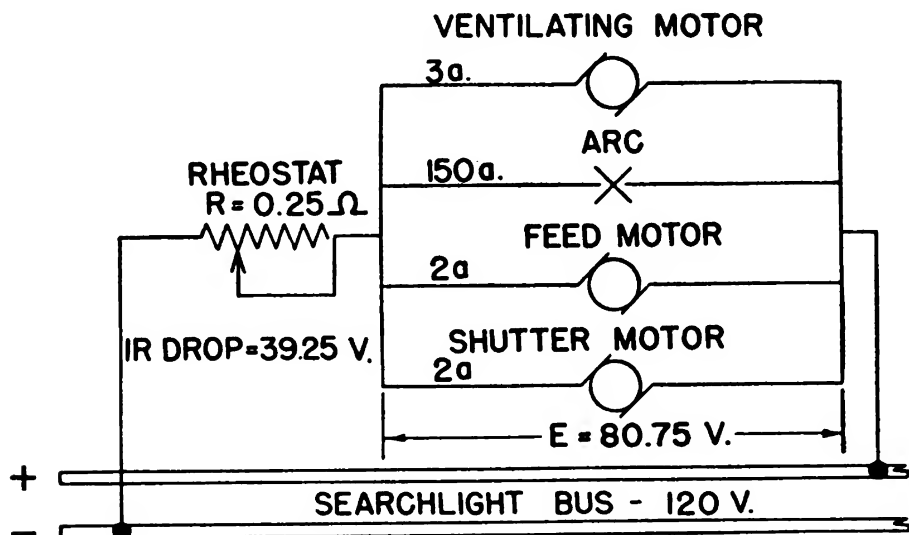 VENTILATING MOTOR
3a.
ARC
150a.
RHEOSTAT
R = 0.25 Ω
FEED MOTOR
2a
IR DROP=39.25 V.
SHUTTER MOTOR
2a
E = 80.75 V.
+
SEARCHLIGHT BUS - 120 V.
-